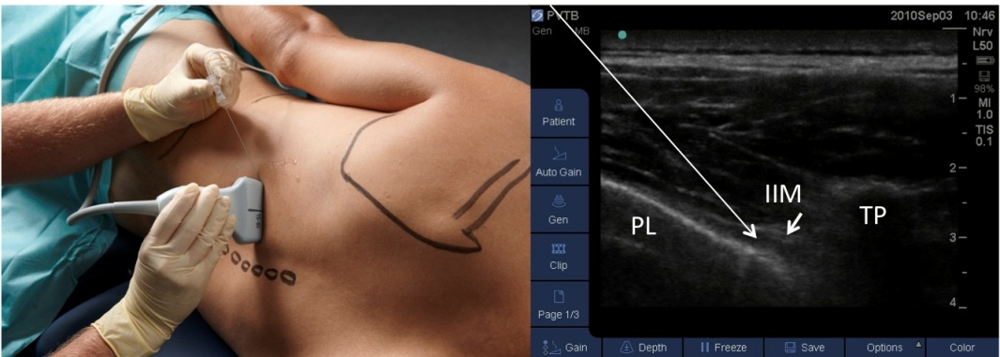 PVTB
2010Sep03 10:46
Gen MB
Nrv
L50
98%
MI
1.0
TIS
0.1
1
2
3
4
Patient
Auto Gain
Gen
Clip
Page 1/3
IIM
PL
TP
Gain
Depth
Freeze
Save
Options
Color